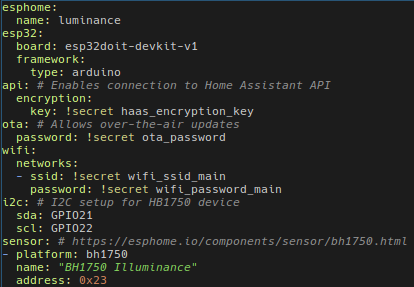 esphome:
  name: luminance
esp32:
  board: esp32doit-devkit-v1
  framework:
    type: arduino
api: # Enables connection to Home Assistant API
  encryption:
    key: !secret haas_encryption_key
ota: # Allows over-the-air updates
  password: !secret ota_password
wifi:
  networks:
  - ssid: !secret wifi_ssid_main
    password: !secret wifi_password_main
i2c: # I2C setup for HB1750 device
  sda: GPIO21
  scl: GPIO22
sensor: # https://esphome.io/components/sensor/bh1750.html
- platform: bh1750
  name: "BH1750 Illuminance"
  address: 0x23